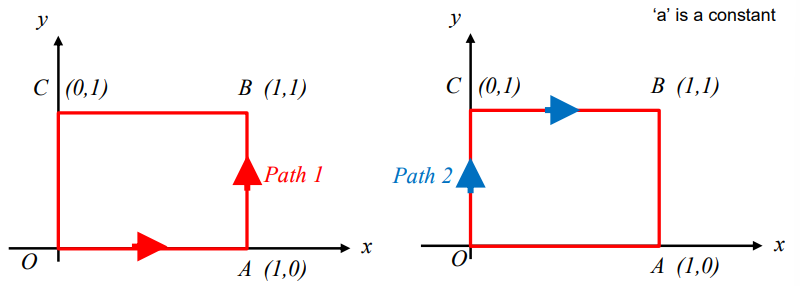 'a' is a constant
y
C (0,1)
B (1,1)
Path 1
x
O
A (1,0)
y
C (0,1)
B (1,1)
Path 2
x
O
A (1,0)